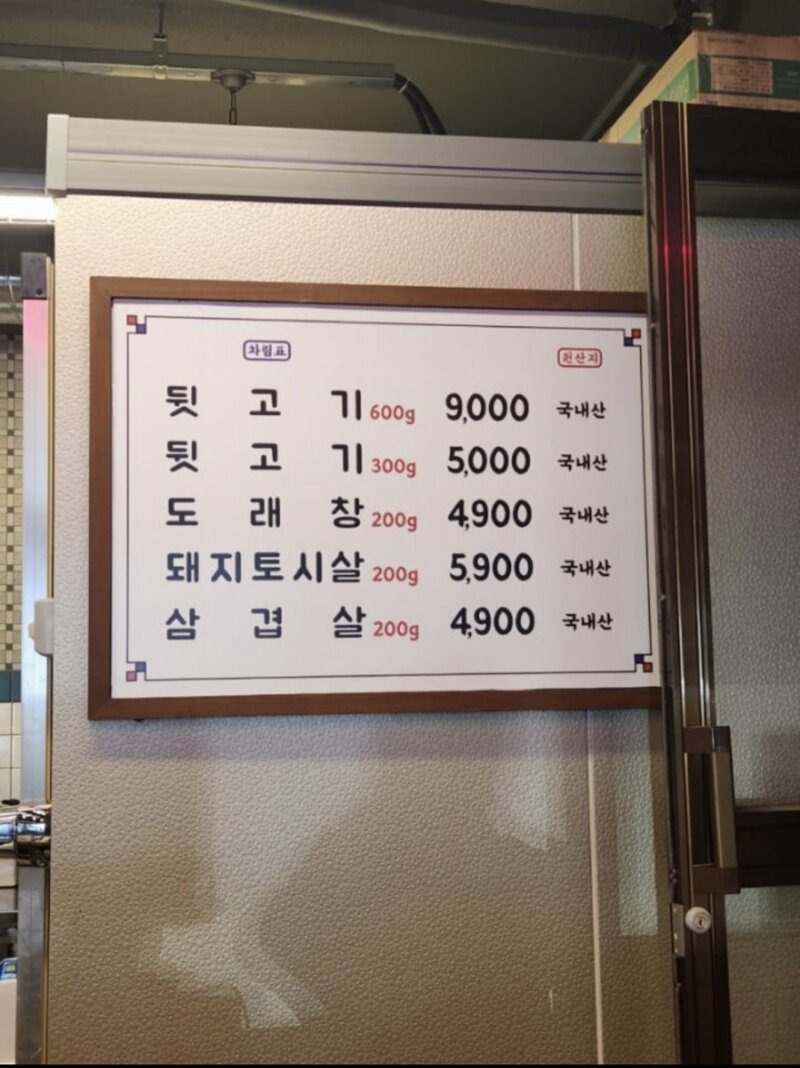 차림표 원산지
뒷고기 600g 9,000 국내산
뒷고기 300g 5,000 국내산
도래창 200g 4,900 국내산
돼지토시살 200g 5,900 국내산
삼겹살 200g 4,900 국내산